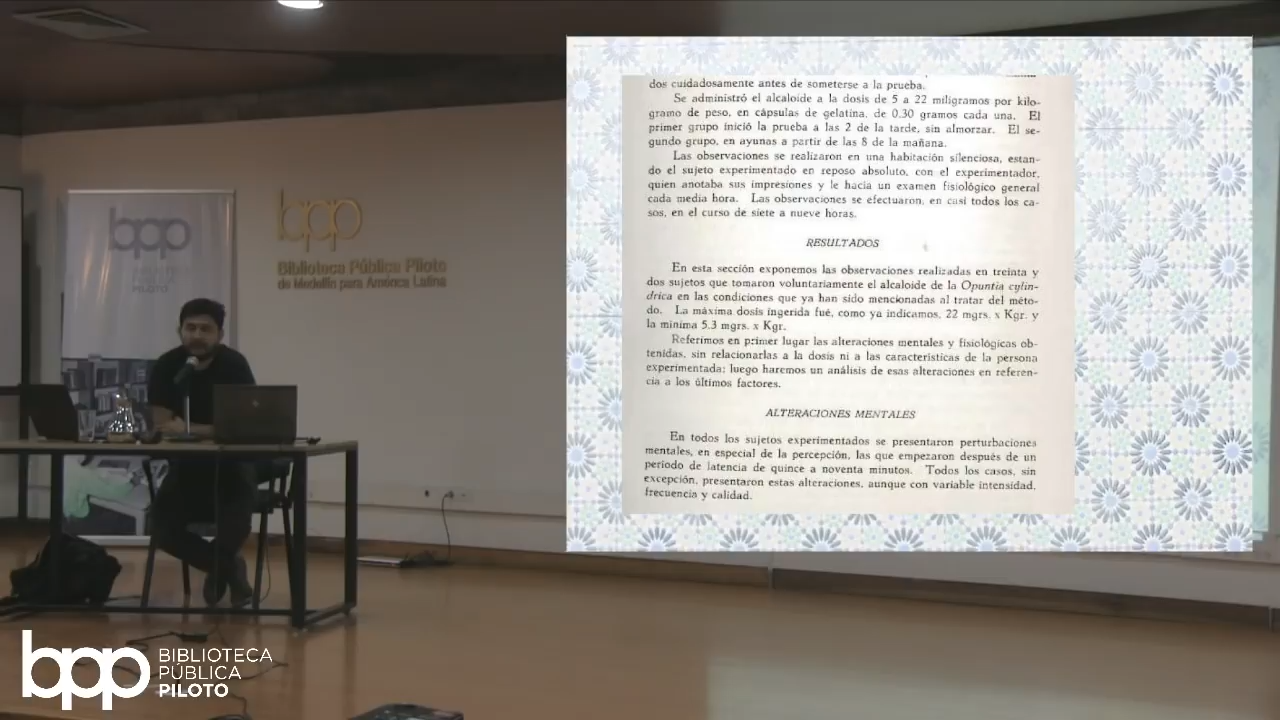 bpp
BIBLIOTECA
PÚBLICA
PILOTO
bpp
Biblioteca Pública Piloto
de Medellín para América Latina
dos cuidadosamente antes de someterse a la prueba.
Se administró el alcaloide a la dosis de 5 a 22 miligramos por kilo-
gramo de peso, en cápsulas de gelatina, de 0.30 gramos cada una. El
primer grupo inició la prueba a las 2 de la tarde, sin almorzar. El se-
gundo grupo, en ayunas a partir de las 8 de la mañana.
Las observaciones se realizaron en una habitación silenciosa, estan-
do el sujeto experimentado en reposo absoluto, con el experimentador,
quien anotaba sus impresiones y le hacía un examen fisiológico general
cada media hora. Las observaciones se efectuaron, en casi todos los ca-
sos, en el curso de siete a nueve horas.
RESULTADOS
En esta sección exponemos las observaciones realizadas en treinta y
dos sujetos que tomaron voluntariamente el alcaloide de la Opuntia cylin-
drica en las condiciones que ya han sido mencionadas al tratar del méto-
do. La máxima dosis ingerida fué, como ya indicamos, 22 mgrs. x Kgr. y
la mínima 5.3 mgrs. x Kgr.
Referimos en primer lugar las alteraciones mentales y fisiológicas ob-
tenidas, sin relacionarlas a la dosis ni a las características de la persona
experimentada; luego haremos un análisis de esas alteraciones en referen-
cia a los últimos factores.
ALTERACIONES MENTALES
En todos los sujetos experimentados se presentaron perturbaciones
mentales, en especial de la percepción, las que empezaron después de un
período de latencia de quince a noventa minutos. Todos los casos, sin
excepción, presentaron estas alteraciones, aunque con variable intensidad,
frecuencia y calidad.
bpp
BIBLIOTECA
PÚBLICA
PILOTO